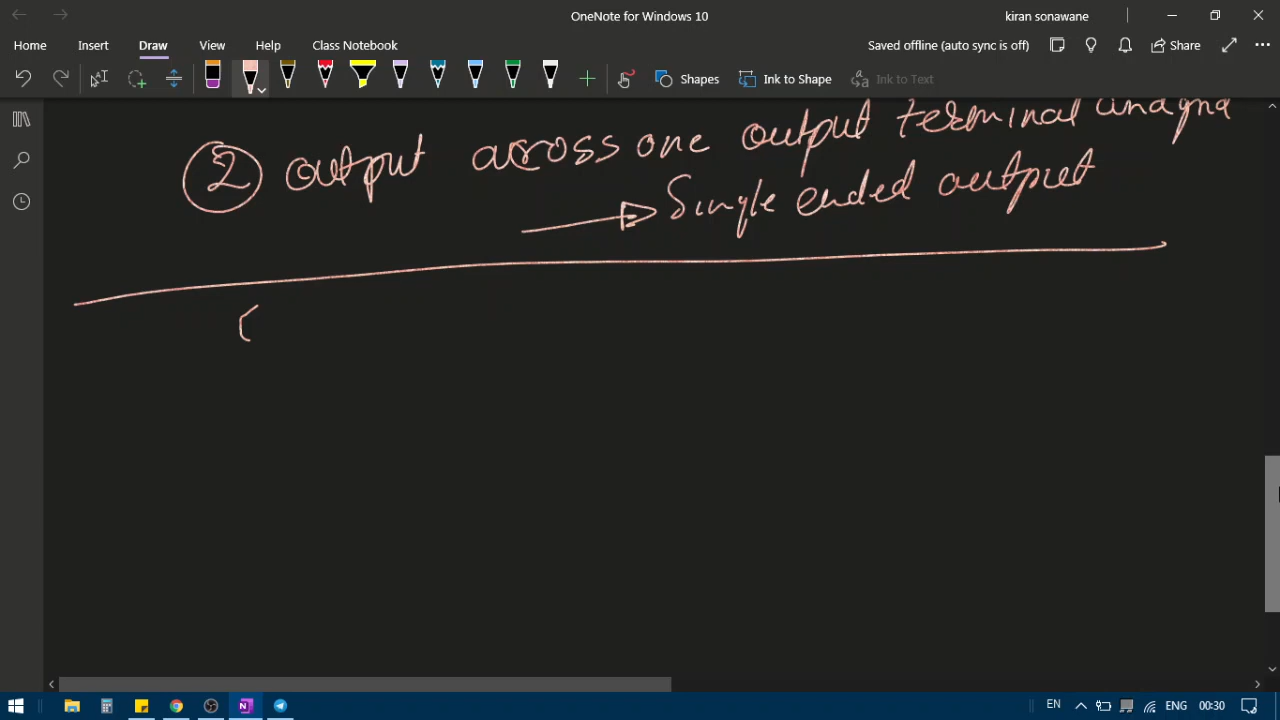 OneNote for Windows 10
kiran sonawane
Home Insert Draw View Help Class Notebook
Saved offline (auto sync is off)
Share
Shapes
Ink to Shape
Ink to Text
2 output across one output terminal and gnd
Single ended output
EN
ENG
00:30